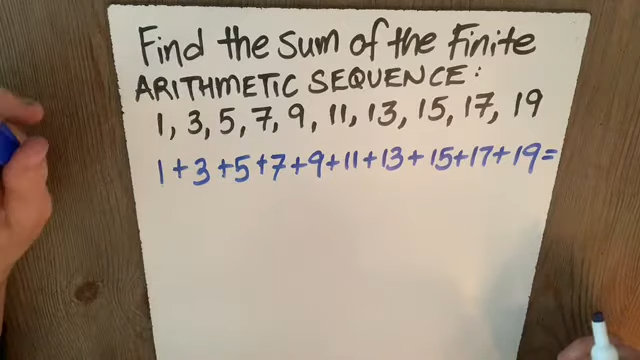 Find the Sum of the Finite
ARITHMETIC SEQUENCE:
1, 3, 5, 7, 9, 11, 13, 15, 17, 19
1+3+5+7+9+11+13+15+17+19=